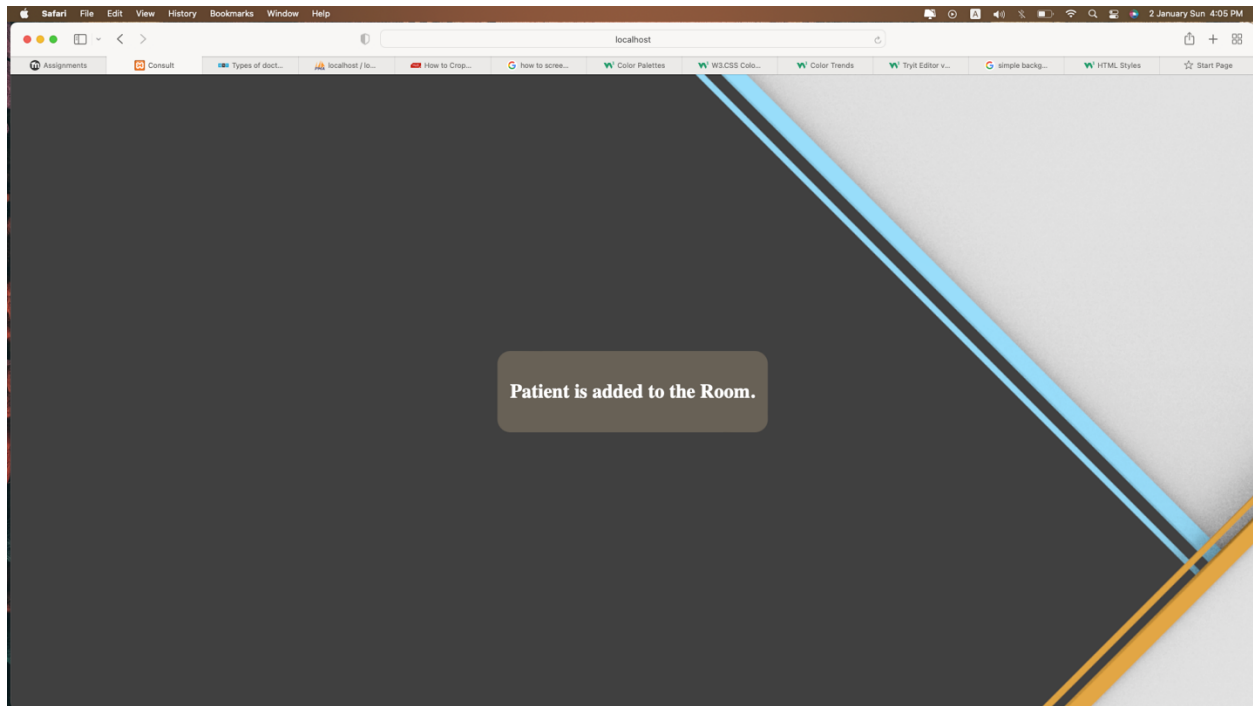 Safari File Edit View History Bookmarks Window Help A 2 January Sun 4:05 PM
localhost
Assignments Consult Types of doct... localhost / lo... How to Crop... how to scree... Color Palettes W3.CSS Colo... Color Trends Tryit Editor v... simple backg... HTML Styles Start Page
Patient is added to the Room.